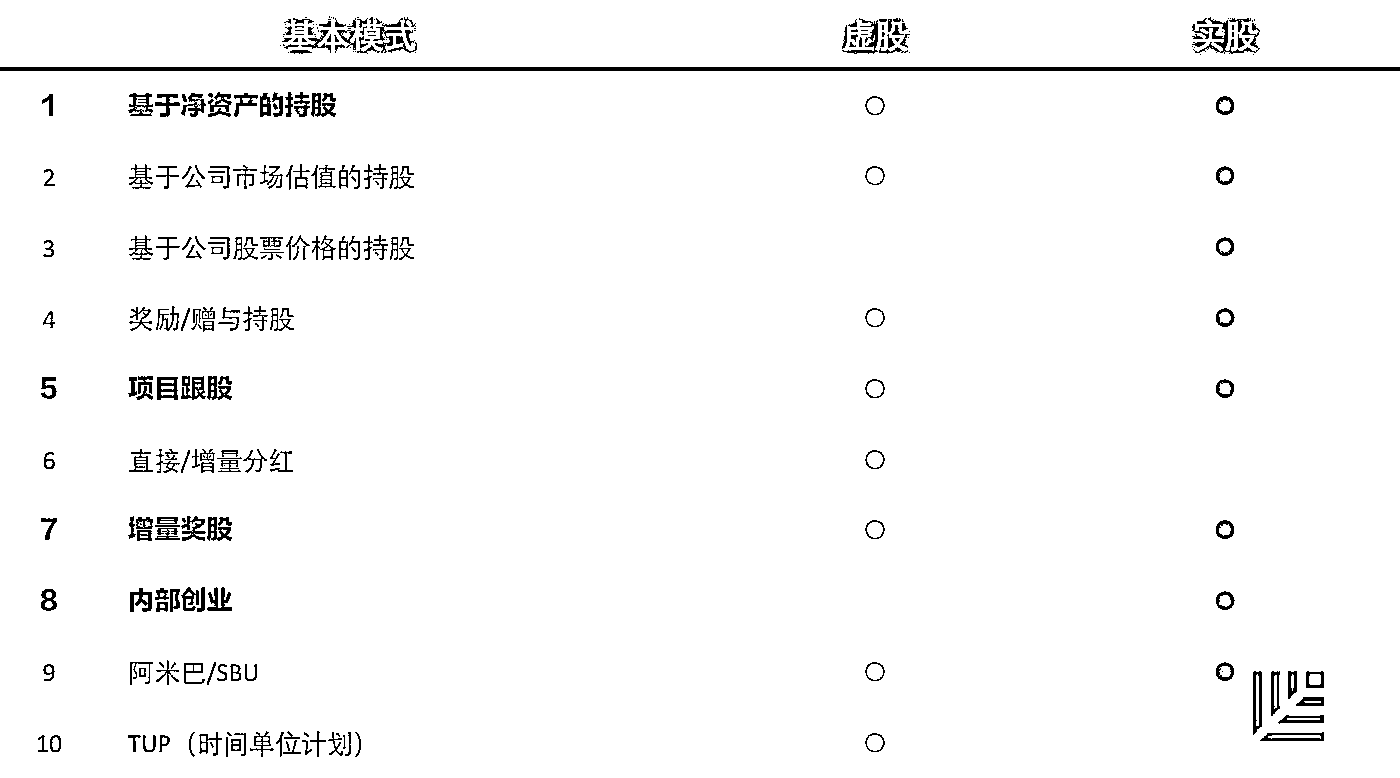 基本模式 虚股 实股
1 基于净资产的持股 ○ ○
2 基于公司市场估值的持股 ○ ○
3 基于公司股票价格的持股 ○
4 奖励/赠与持股 ○ ○
5 项目跟股 ○ ○
6 直接/增量分红 ○
7 增量奖股 ○ ○
8 内部创业 ○
9 阿米巴/SBU ○ ○
10 TUP（时间单位计划） ○